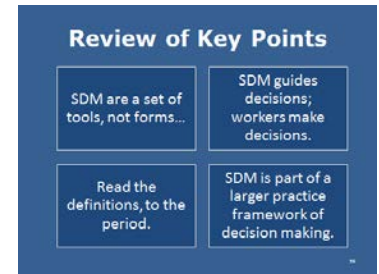 Review of Key Points
SDM are a set of
tools, not forms...
SDM guides
decisions;
workers make
decisions.
Read the
definitions, to the
period.
SDM is part of a
larger practice
framework of
decision making.